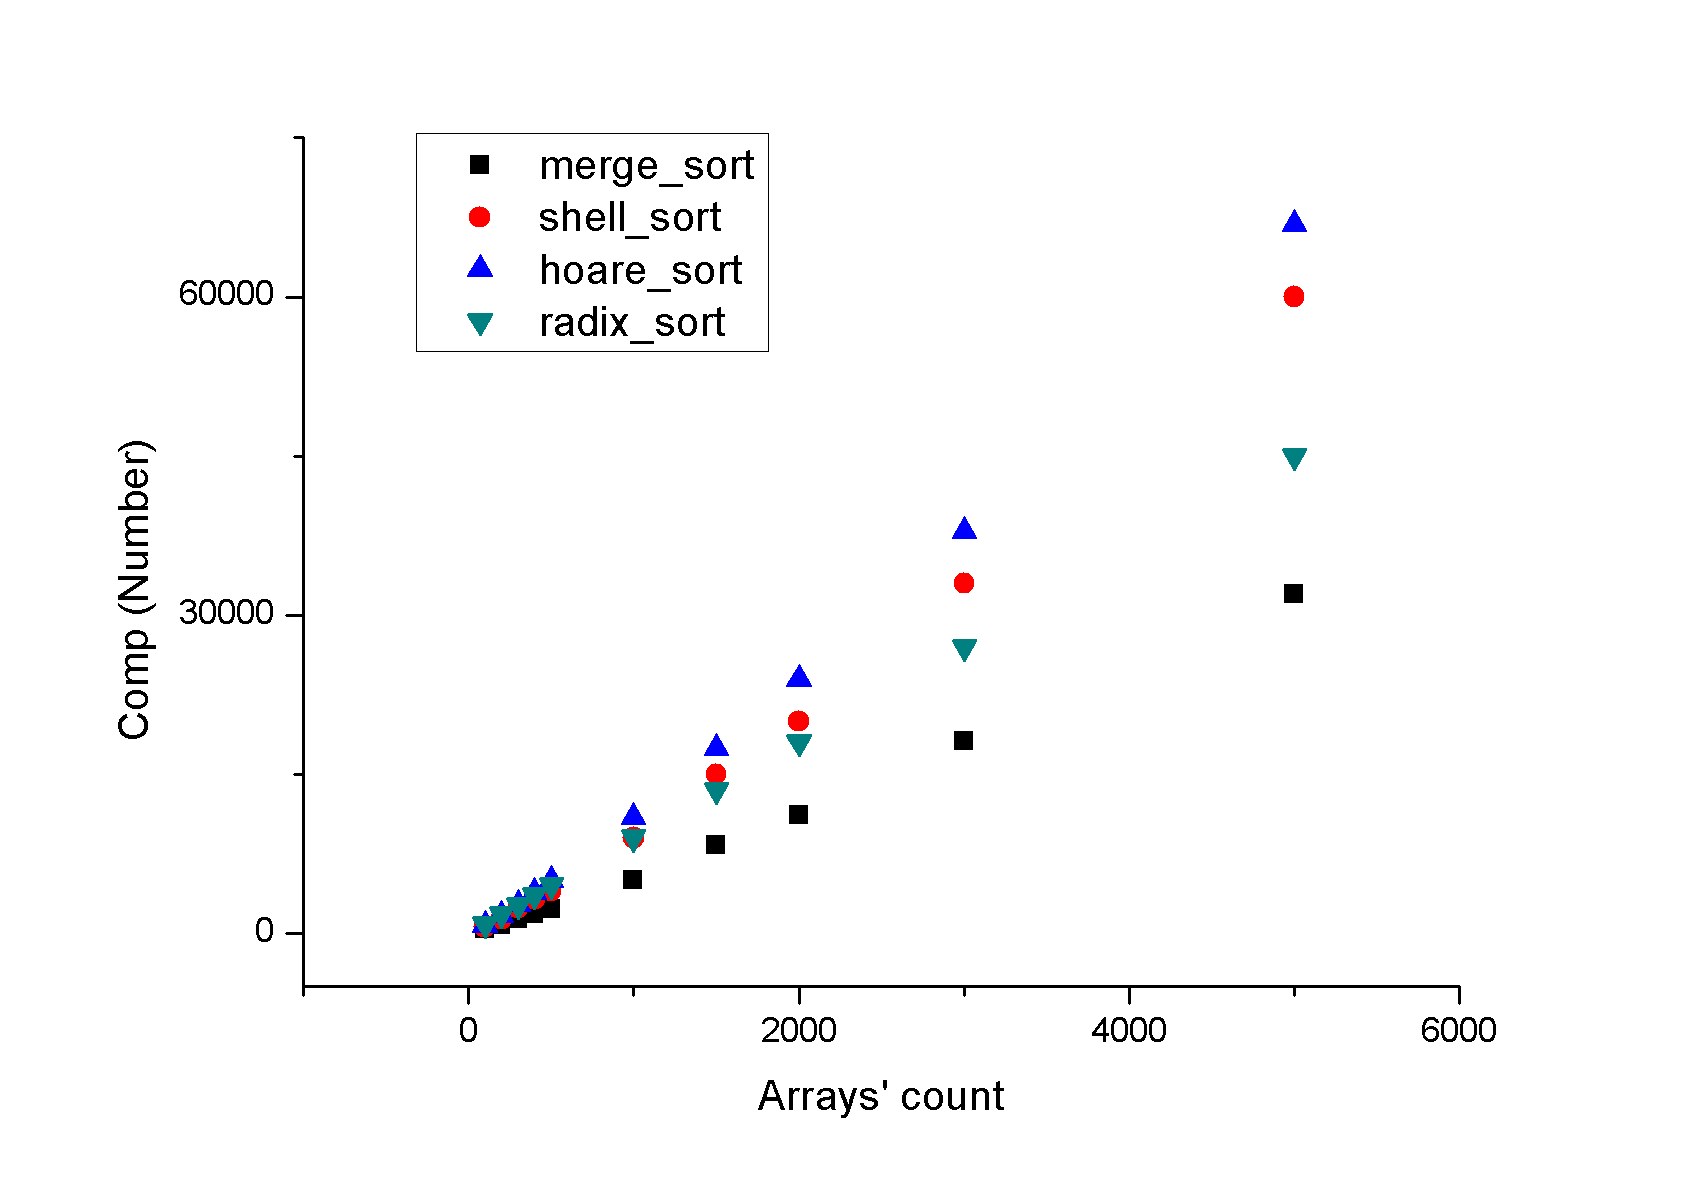 merge_sort
shell_sort
hoare_sort
radix_sort
60000
30000
0
Comp (Number)
0
2000
4000
6000
Arrays' count